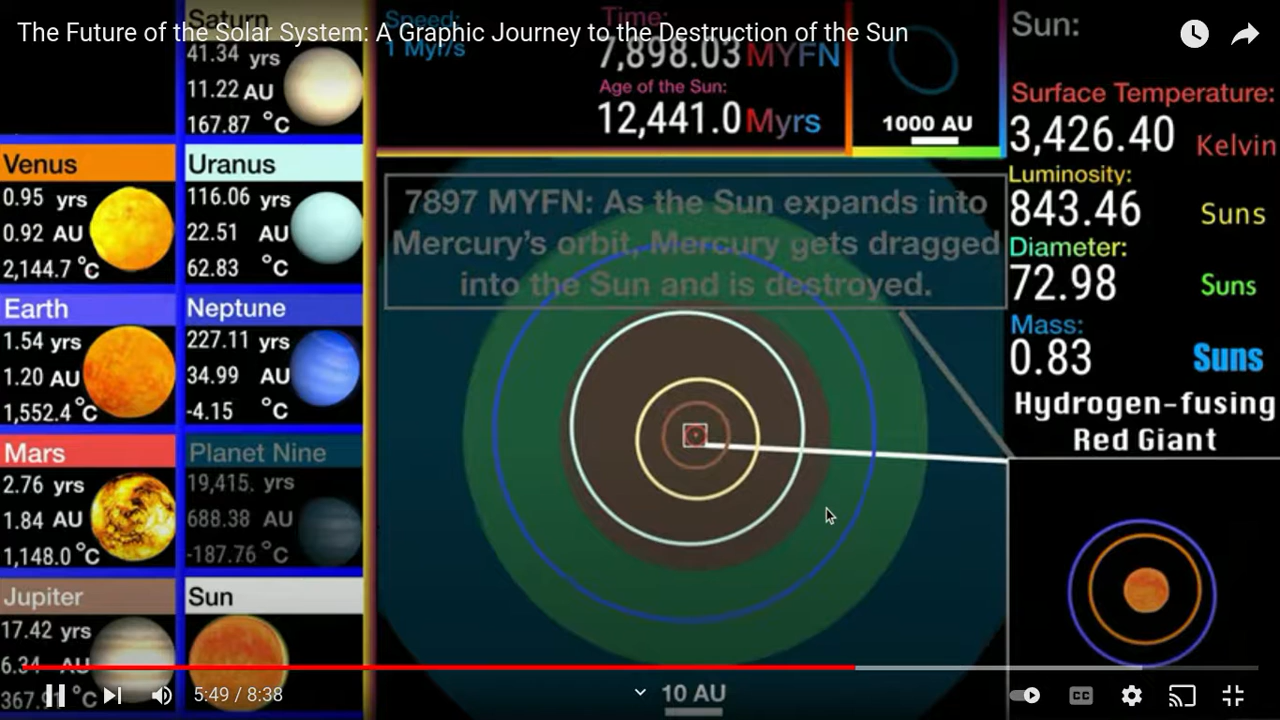 The Future of the Solar System: A Graphic Journey to the Destruction of the Sun
Saturn
41.34 yrs
11.22 AU
167.87 °C
Venus
0.95 yrs
0.92 AU
2,144.7 °C
Uranus
116.06 yrs
22.51 AU
62.83 °C
Earth
1.54 yrs
1.20 AU
1,552.4 °C
Neptune
227.11 yrs
34.99 AU
-4.15 °C
Mars
2.76 yrs
1.84 AU
1,148.0 °C
Planet Nine
19,415. yrs
688.38 AU
-187.76 °C
Jupiter
17.42 yrs
6.34 AU
°C
Sun
Speed:
1 Myr/s
Time:
7,898.03 MYFN
Age of the Sun:
12,441.0 Myrs
1000 AU
7897 MYFN: As the Sun expands into
Mercury's orbit, Mercury gets dragged
into the Sun and is destroyed.
10 AU
Sun:
Surface Temperature:
3,426.40 Kelvin
Luminosity:
843.46 Suns
Diameter:
72.98 Suns
Mass:
0.83 Suns
Hydrogen-fusing
Red Giant
5:49 / 8:38
CC